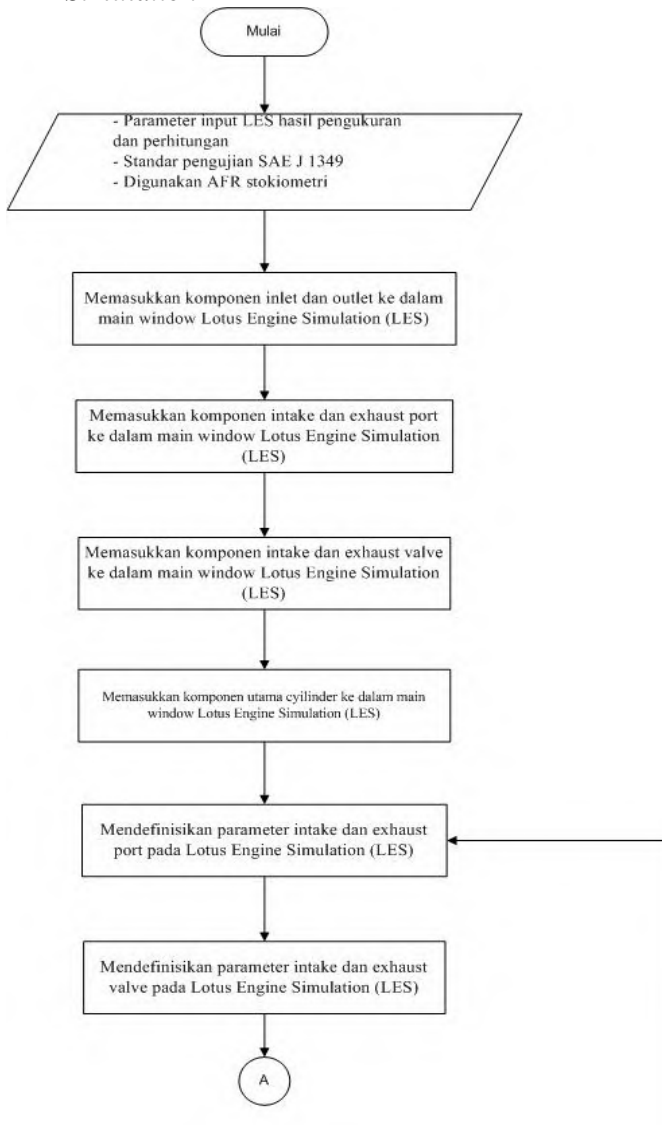 Mulai
- Parameter input LES hasil pengukuran
dan perhitungan
- Standar pengujian SAE J 1349
- Digunakan AFR stokiometri
Memasukkan komponen inlet dan outlet ke dalam
main window Lotus Engine Simulation (LES)
Memasukkan komponen intake dan exhaust port
ke dalam main window Lotus Engine Simulation
(LES)
Memasukkan komponen intake dan exhaust valve
ke dalam main window Lotus Engine Simulation
(LES)
Memasukkan komponen utama cyilinder ke dalam main
window Lotus Engine Simulation (LES)
Mendefinisikan parameter intake dan exhaust
port pada Lotus Engine Simulation (LES)
Mendefinisikan parameter intake dan exhaust
valve pada Lotus Engine Simulation (LES)
A